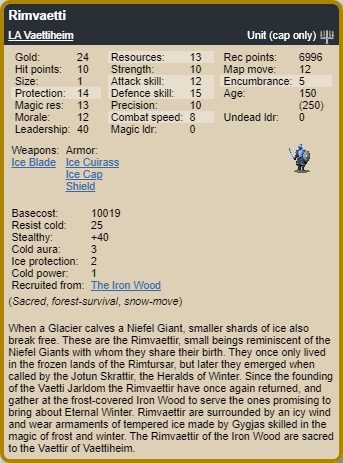 Rimvaetti
LA Vaettiheim Unit (cap only)
Gold: 24 Resources: 13 Rec points: 6996
Hit points: 10 Strength: 10 Map move: 12
Size: 1 Attack skill: 12 Encumbrance: 5
Protection: 14 Defence skill: 15 Age: 150
Magic res: 13 Precision: 10 (250)
Morale: 12 Combat speed: 8 Undead ldr: 0
Leadership: 40 Magic ldr: 0
Weapons: Armor:
Ice Blade Ice Cuirass
Ice Cap
Shield
Basecost: 10019
Resist cold: 25
Stealthy: +40
Cold aura: 3
Ice protection: 2
Cold power: 1
Recruited from: The Iron Wood
(Sacred, forest-survival, snow-move)
When a Glacier calves a Niefel Giant, smaller shards of ice also
break free. These are the Rimvaettir, small beings reminiscent of the
Niefel Giants with whom they share their birth. They once only lived
in the frozen lands of the Rimtursar, but later they emerged when
called by the Jotun Skrattir, the Heralds of Winter. Since the founding
of the Vaetti Jarldom the Rimvaettir have once again returned, and
gather at the frost-covered Iron Wood to serve the ones promising to
bring about Eternal Winter. Rimvaettir are surrounded by an icy wind
and wear armaments of tempered ice made by Gygjas skilled in the
magic of frost and winter. The Rimvaettir of the Iron Wood are sacred
to the Vaettir of Vaettiheim.